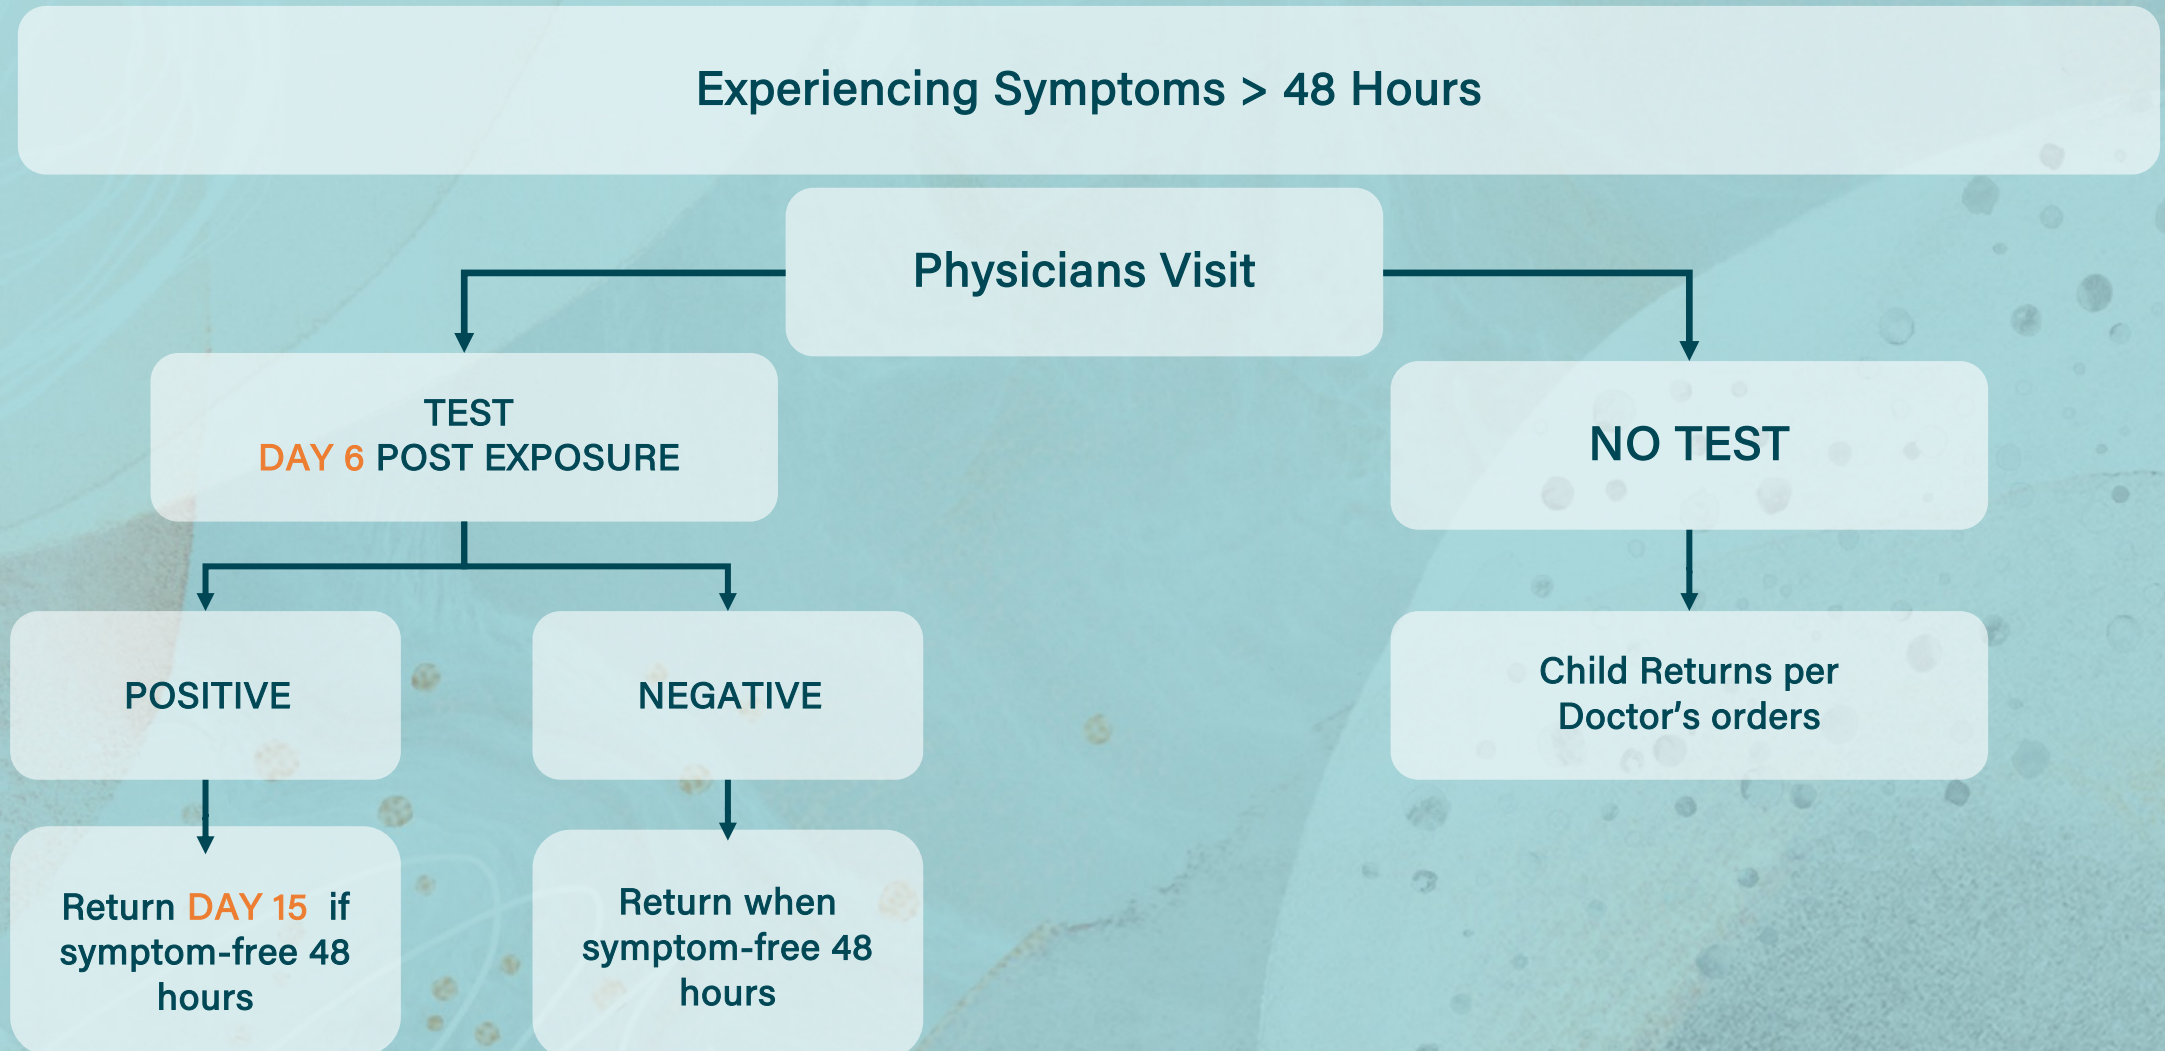 Experiencing Symptoms > 48 Hours
Physicians Visit
TEST
DAY 6 POST EXPOSURE
NO TEST
POSITIVE
NEGATIVE
Child Returns per
Doctor’s orders
Return DAY 15 if
symptom-free 48
hours
Return when
symptom-free 48
hours